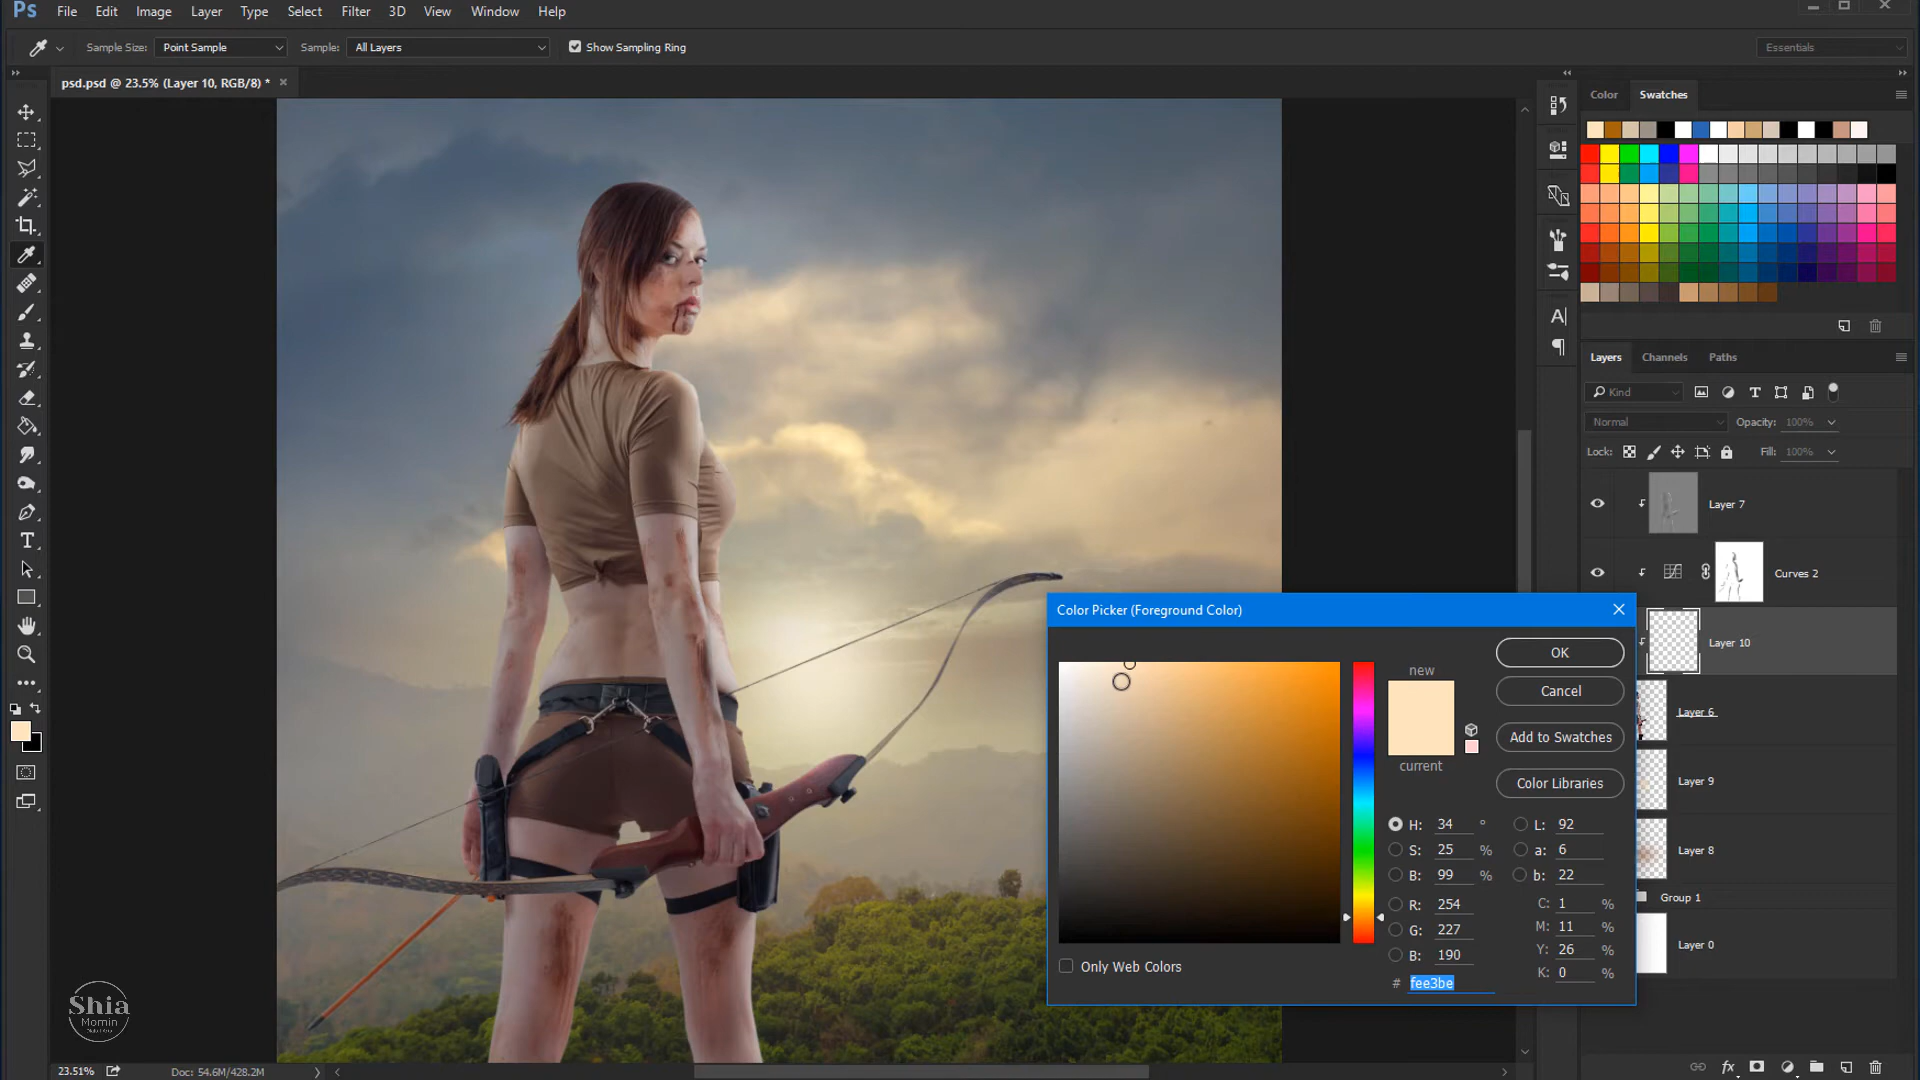 Ps File Edit Image Layer Type Select Filter 3D View Window Help
Sample Size: Point Sample Sample: All Layers Show Sampling Ring Essentials
psd.psd @ 23.5% (Layer 10, RGB/8) *
Color Swatches
Layers Channels Paths
Kind
Normal Opacity: 100%
Lock: Fill: 100%
Layer 7
Curves 2
Layer 10
Layer 6
Layer 9
Layer 8
Group 1
Layer 0
Color Picker (Foreground Color)
new
current
OK
Cancel
Add to Swatches
Color Libraries
H: 34 ° L: 92
S: 25 % a: 6
B: 99 % b: 22
R: 254 C: 1 %
G: 227 M: 11 %
B: 190 Y: 26 %
K: 0 %
# fee3be
Only Web Colors
Shia
Momin
23.51% Doc: 54.6M/428.2M